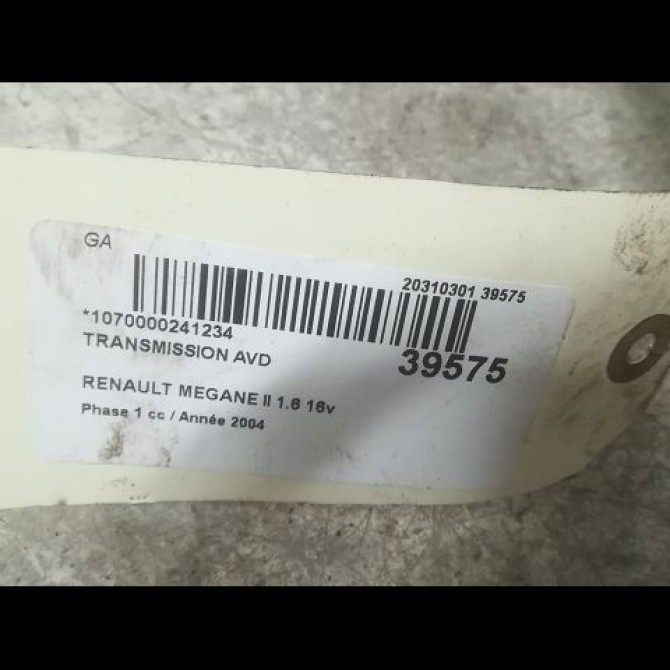 GA
20310301 39575
*1070000241234
TRANSMISSION AVD
39575
RENAULT MEGANE II 1.6 16v
Phase 1 cc / Année 2004